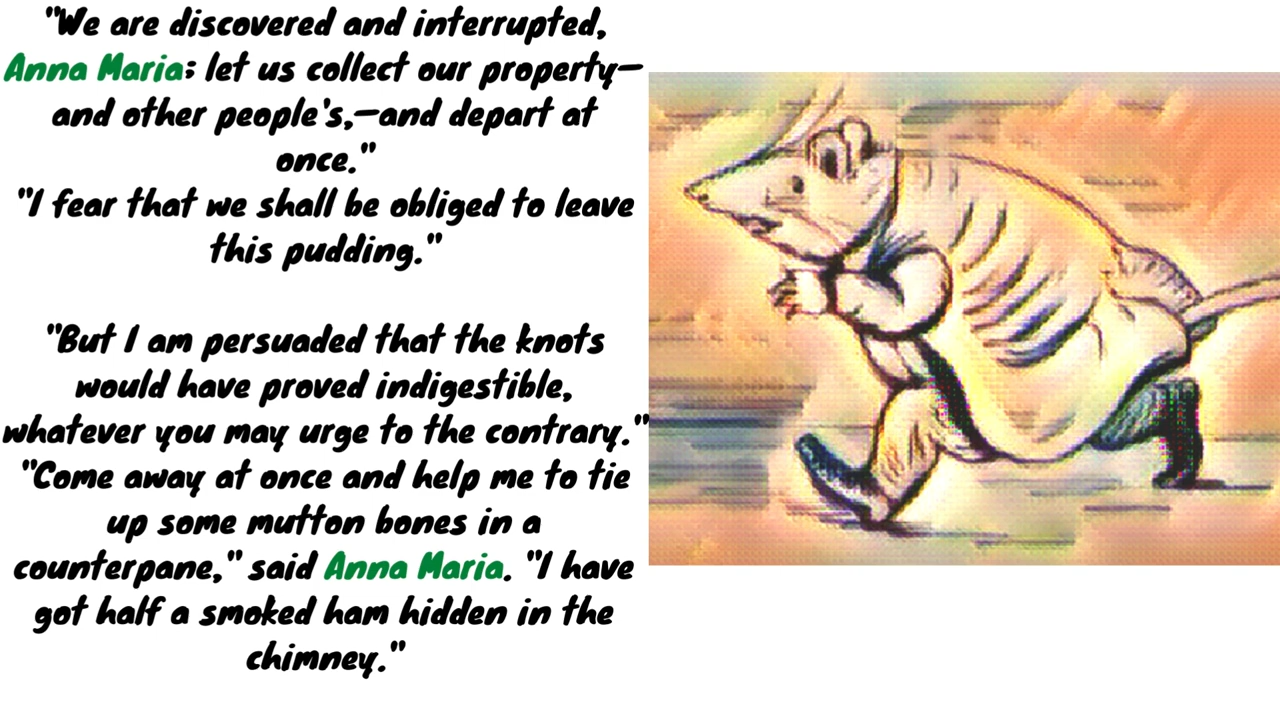 "We are discovered and interrupted,
Anna Maria; let us collect our property—
and other people's,—and depart at
once."
"I fear that we shall be obliged to leave
this pudding."
"But I am persuaded that the knots
would have proved indigestible,
whatever you may urge to the contrary."
"Come away at once and help me to tie
up some mutton bones in a
counterpane," said Anna Maria. "I have
got half a smoked ham hidden in the
chimney."